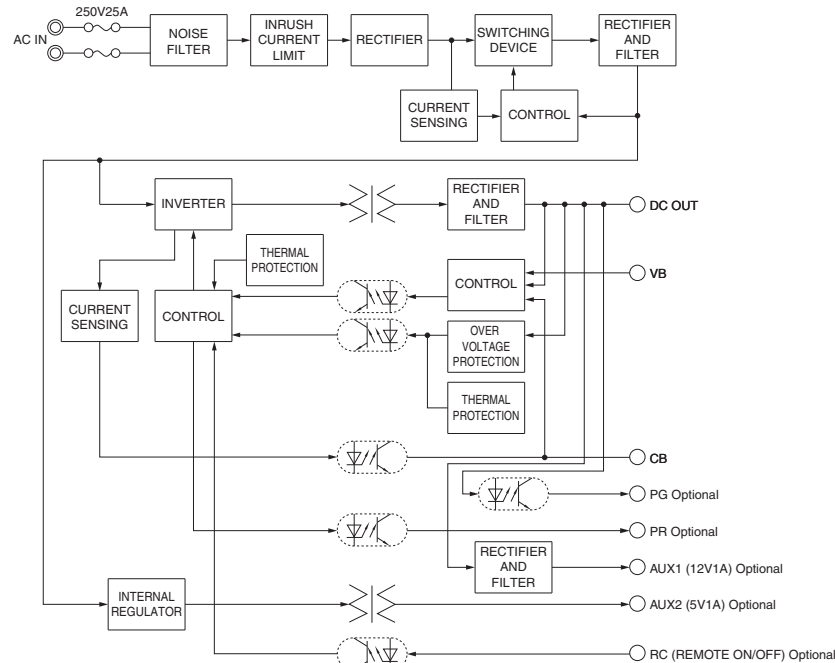 250V25A
AC IN
NOISE
FILTER
INRUSH
CURRENT
LIMIT
RECTIFIER
SWITCHING
DEVICE
RECTIFIER
AND
FILTER
CURRENT
SENSING
CONTROL
INVERTER
RECTIFIER
AND
FILTER
DC OUT
THERMAL
PROTECTION
CONTROL
VB
CURRENT
SENSING
CONTROL
OVER
VOLTAGE
PROTECTION
THERMAL
PROTECTION
CB
PG Optional
PR Optional
RECTIFIER
AND
FILTER
AUX1 (12V1A) Optional
INTERNAL
REGULATOR
AUX2 (5V1A) Optional
RC (REMOTE ON/OFF) Optional